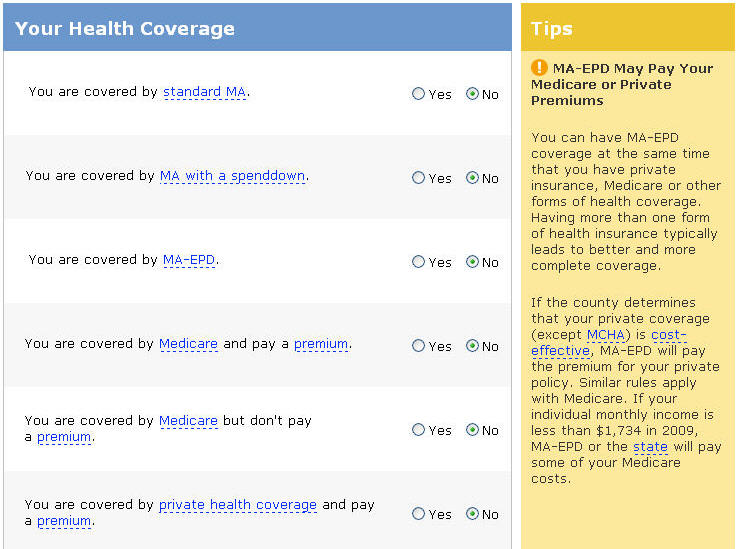 Your Health Coverage
You are covered by standard MA.
Yes No
You are covered by MA with a spenddown.
Yes No
You are covered by MA-EPD.
Yes No
You are covered by Medicare and pay a premium.
Yes No
You are covered by Medicare but don't pay
a premium.
Yes No
You are covered by private health coverage and pay
a premium.
Yes No
Tips
! MA-EPD May Pay Your
Medicare or Private
Premiums
You can have MA-EPD
coverage at the same time
that you have private
insurance, Medicare or other
forms of health coverage.
Having more than one form
of health insurance typically
leads to better and more
complete coverage.
If the county determines
that your private coverage
(except MCHA) is cost-
effective, MA-EPD will pay
the premium for your private
policy. Similar rules apply
with Medicare. If your
individual monthly income is
less than $1,734 in 2009,
MA-EPD or the state will pay
some of your Medicare
costs.